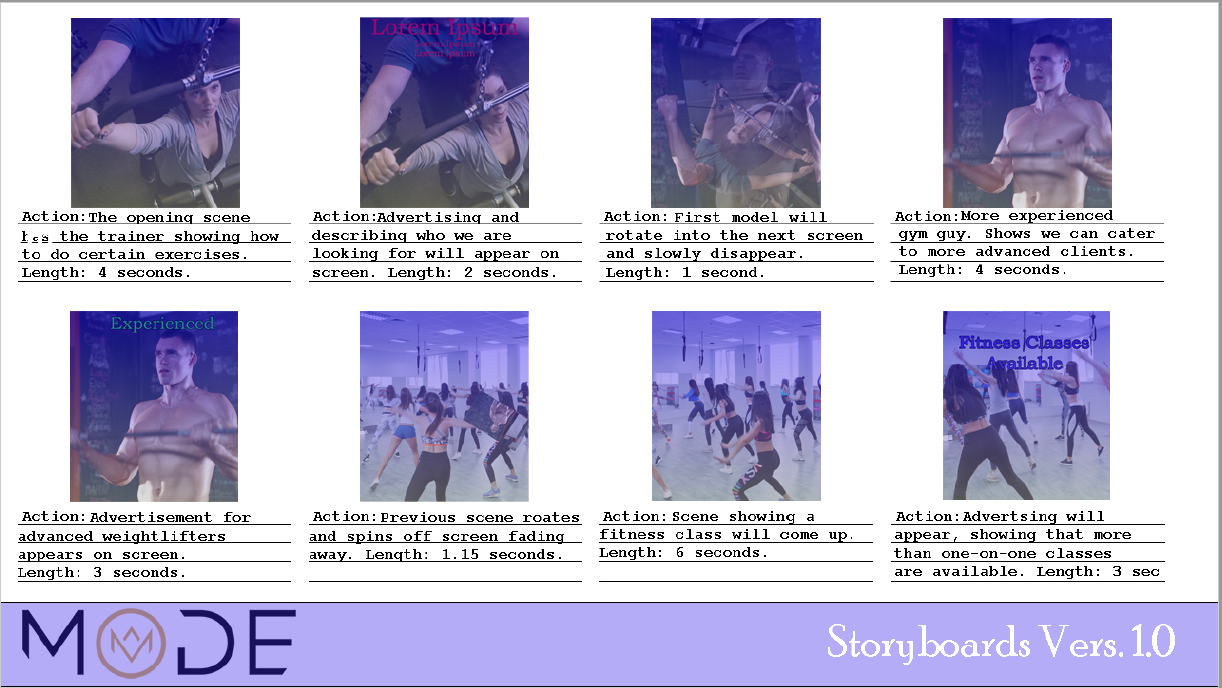 Lorem Ipsum
Lorem Ipsum
Action: The opening scene
the trainer showing how
to do certain exercises.
Length: 4 seconds.
Action: Advertising and
describing who we are
looking for will appear on
screen. Length: 2 seconds.
Action: First model will
rotate into the next screen
and slowly disappear.
Length: 1 second.
Action: More experienced
gym guy. Shows we can cater
to more advanced clients.
Length: 4 seconds.
Experienced
Fitness Classes
Available
Action: Advertisement for
advanced weightlifters
appears on screen.
Length: 3 seconds.
Action: Previous scene roates
and spins off screen fading
away. Length: 1.15 seconds.
Action: Scene showing a
fitness class will come up.
Length: 6 seconds.
Action: Advertsing will
appear, showing that more
than one-on-one classes
are available. Length: 3 sec
MODE
Storyboards Vers. 1.0